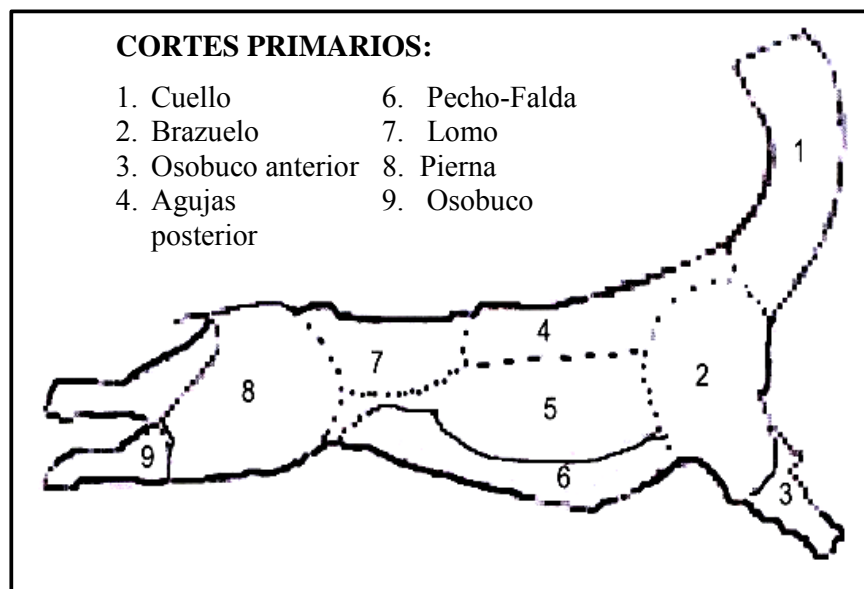 CORTES PRIMARIOS:
1. Cuello
2. Brazuelo
3. Osobuco anterior
4. Agujas
posterior
6. Pecho-Falda
7. Lomo
8. Pierna
9. Osobuco
1
4
2
7
5
8
9
6
3